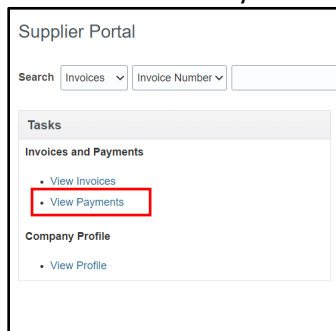 Supplier Portal
Search Invoices Invoice Number
Tasks
Invoices and Payments
• View Invoices
• View Payments
Company Profile
• View Profile